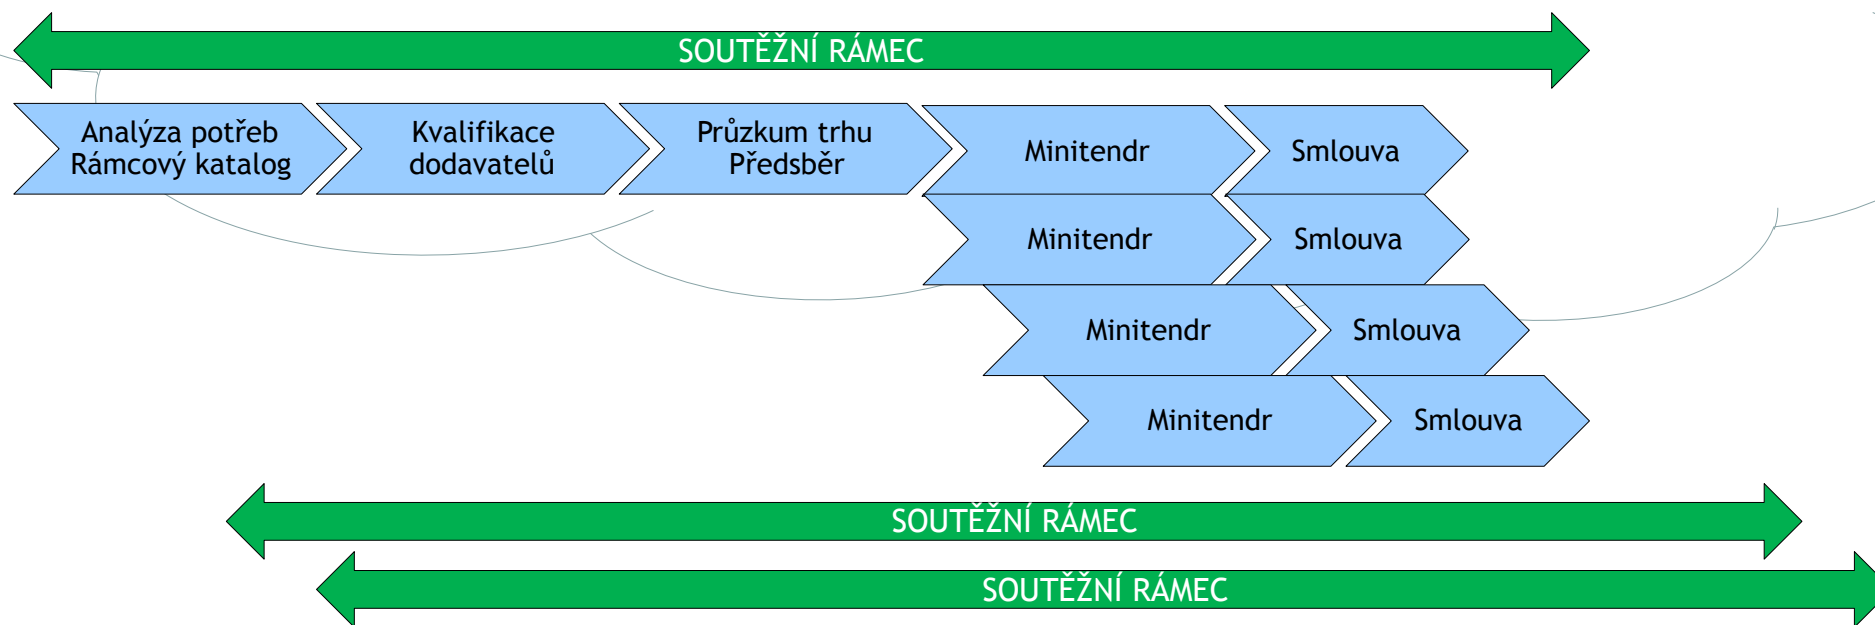 SOUTĚŽNÍ RÁMEC
Analýza potřeb
Rámcový katalog
Kvalifikace
dodavatelů
Průzkum trhu
Předsběr
Minitendr
Smlouva
Minitendr
Smlouva
Minitendr
Smlouva
Minitendr
Smlouva
SOUTĚŽNÍ RÁMEC
SOUTĚŽNÍ RÁMEC